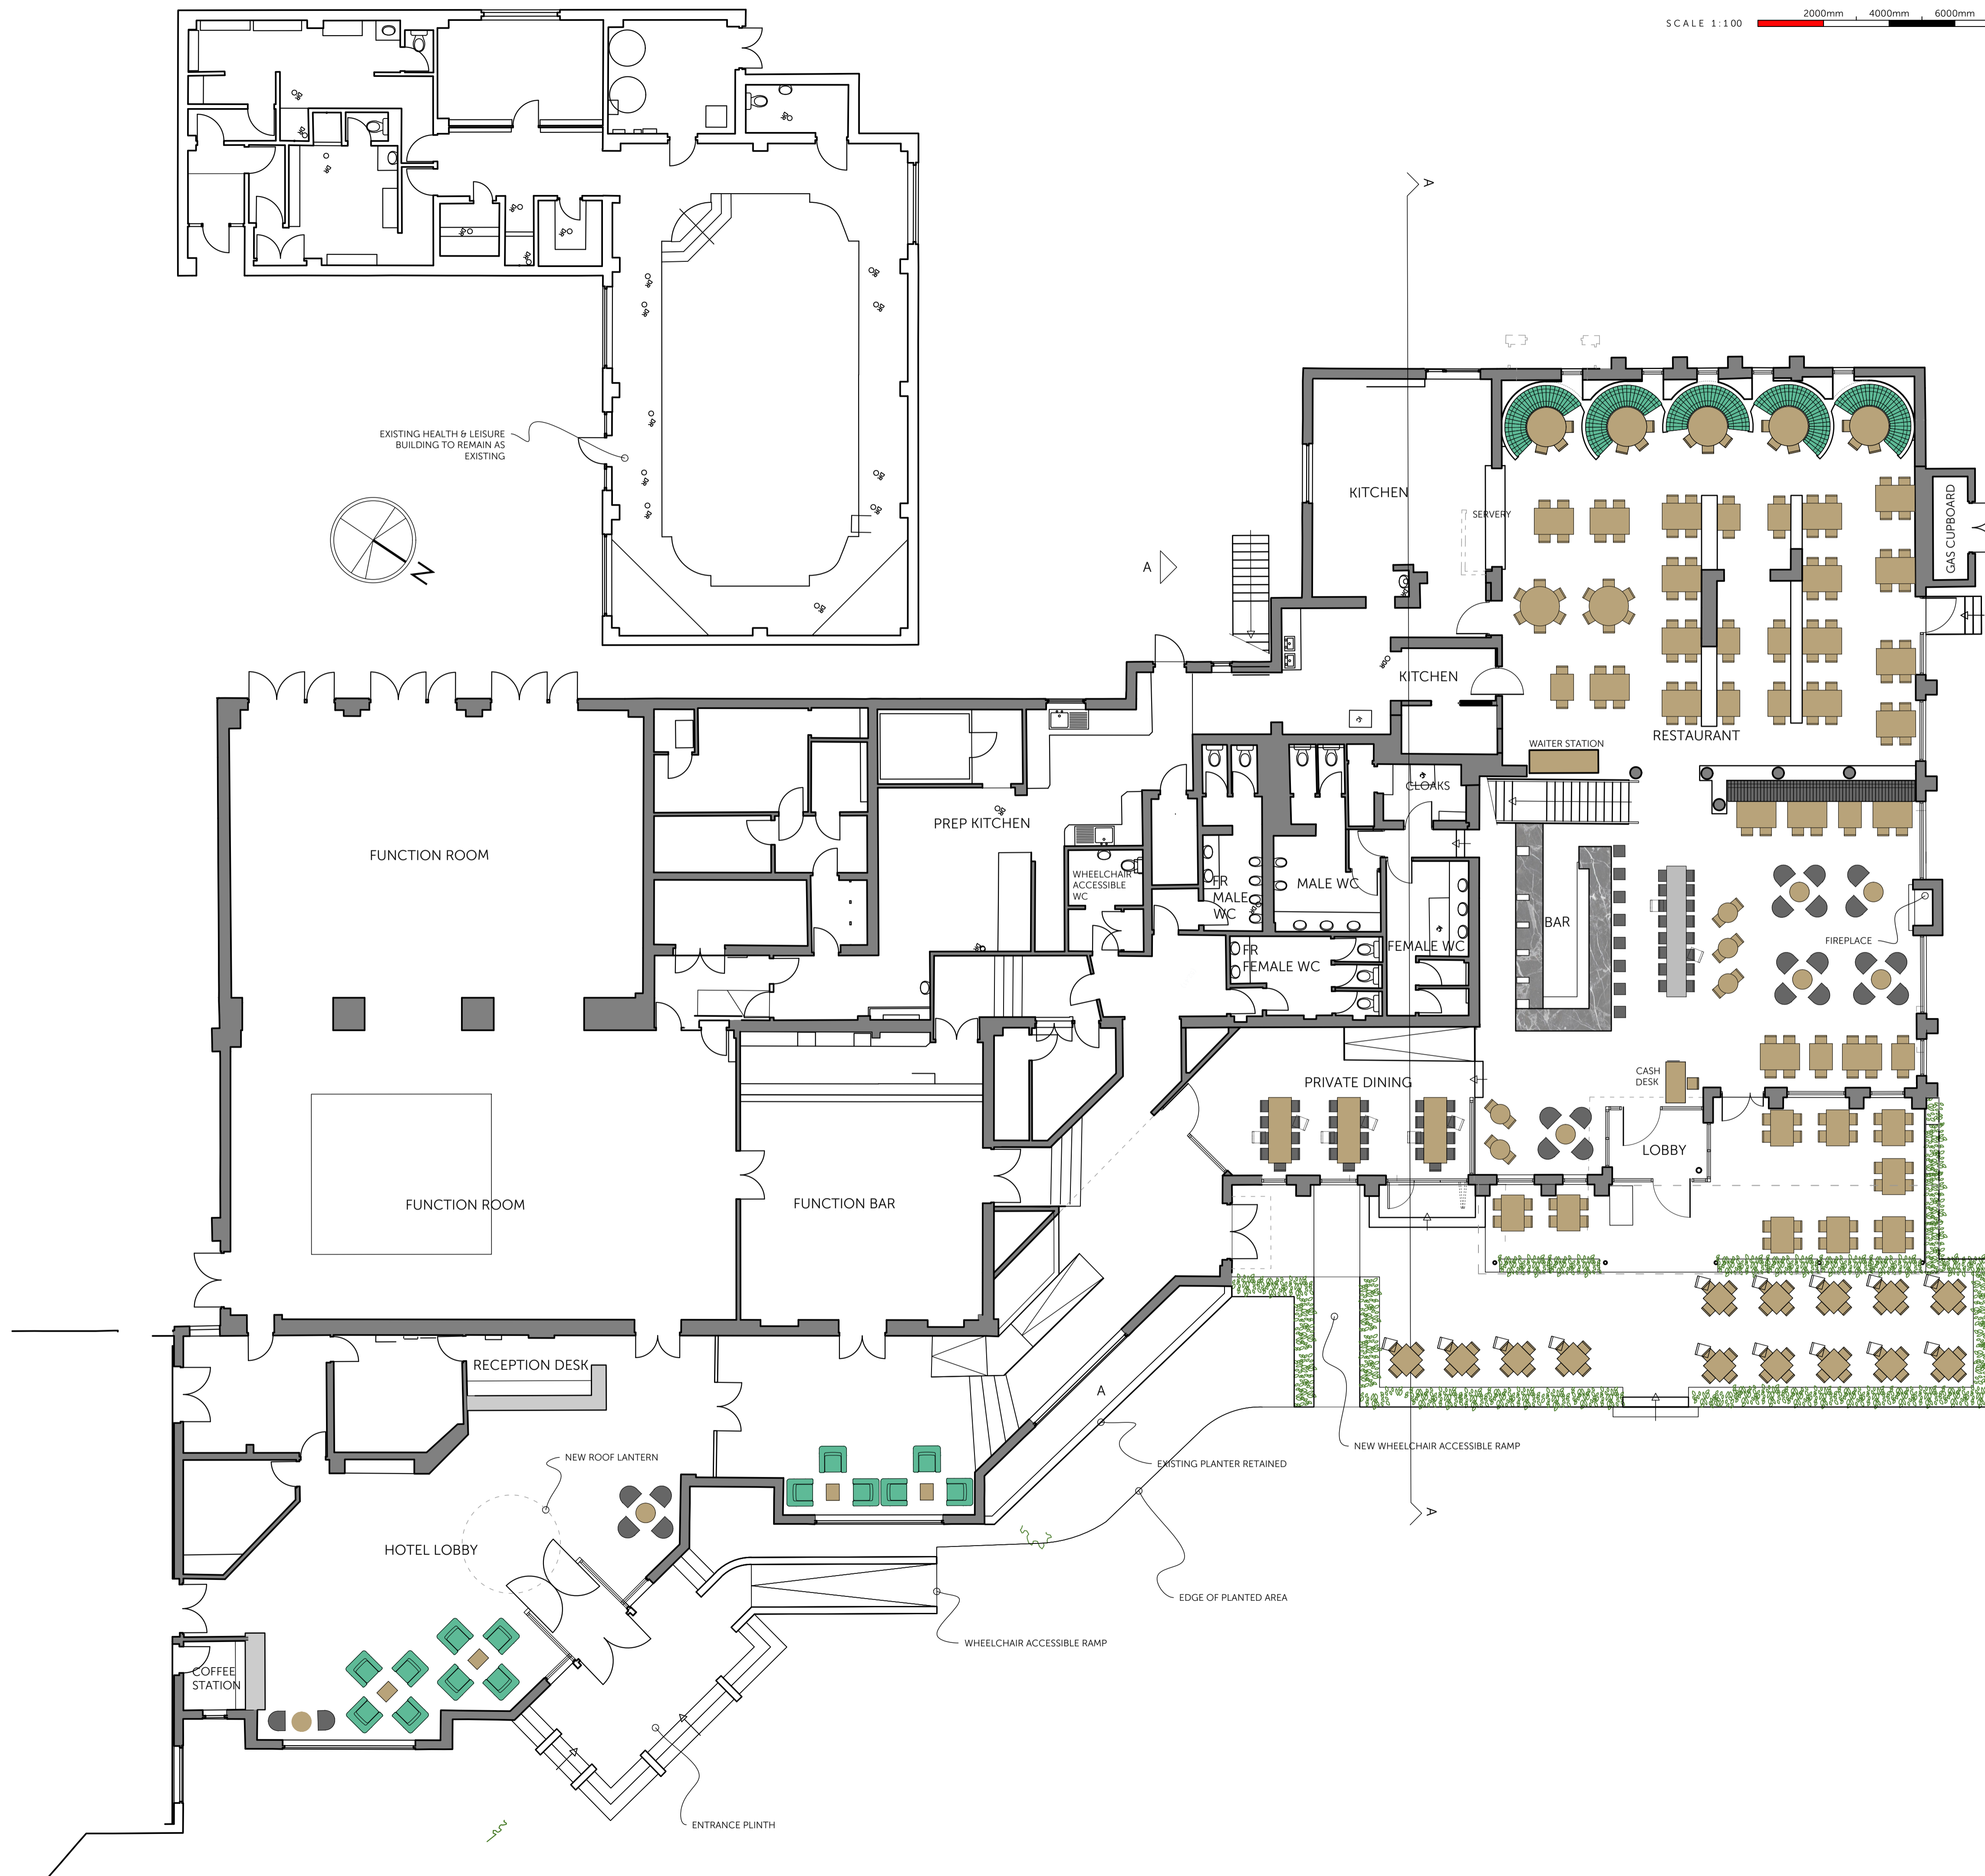 SCALE 1:100
2000mm
4000mm
6000mm
A
EXISTING HEALTH & LEISURE
BUILDING TO REMAIN AS
EXISTING
N
A
KITCHEN
SERVERY
GAS CUPBOARD
KITCHEN
RESTAURANT
WAITER STATION
CLOAKS
FUNCTION ROOM
PREP KITCHEN
WHEELCHAIR
ACCESSIBLE
WC
FR
MALE
WC
MALE WC
BAR
FIREPLACE
FR
FEMALE WC
FEMALE WC
PRIVATE DINING
CASH
DESK
LOBBY
FUNCTION ROOM
FUNCTION BAR
RECEPTION DESK
A
NEW ROOF LANTERN
NEW WHEELCHAIR ACCESSIBLE RAMP
EXISTING PLANTER RETAINED
A
HOTEL LOBBY
EDGE OF PLANTED AREA
WHEELCHAIR ACCESSIBLE RAMP
COFFEE
STATION
ENTRANCE PLINTH